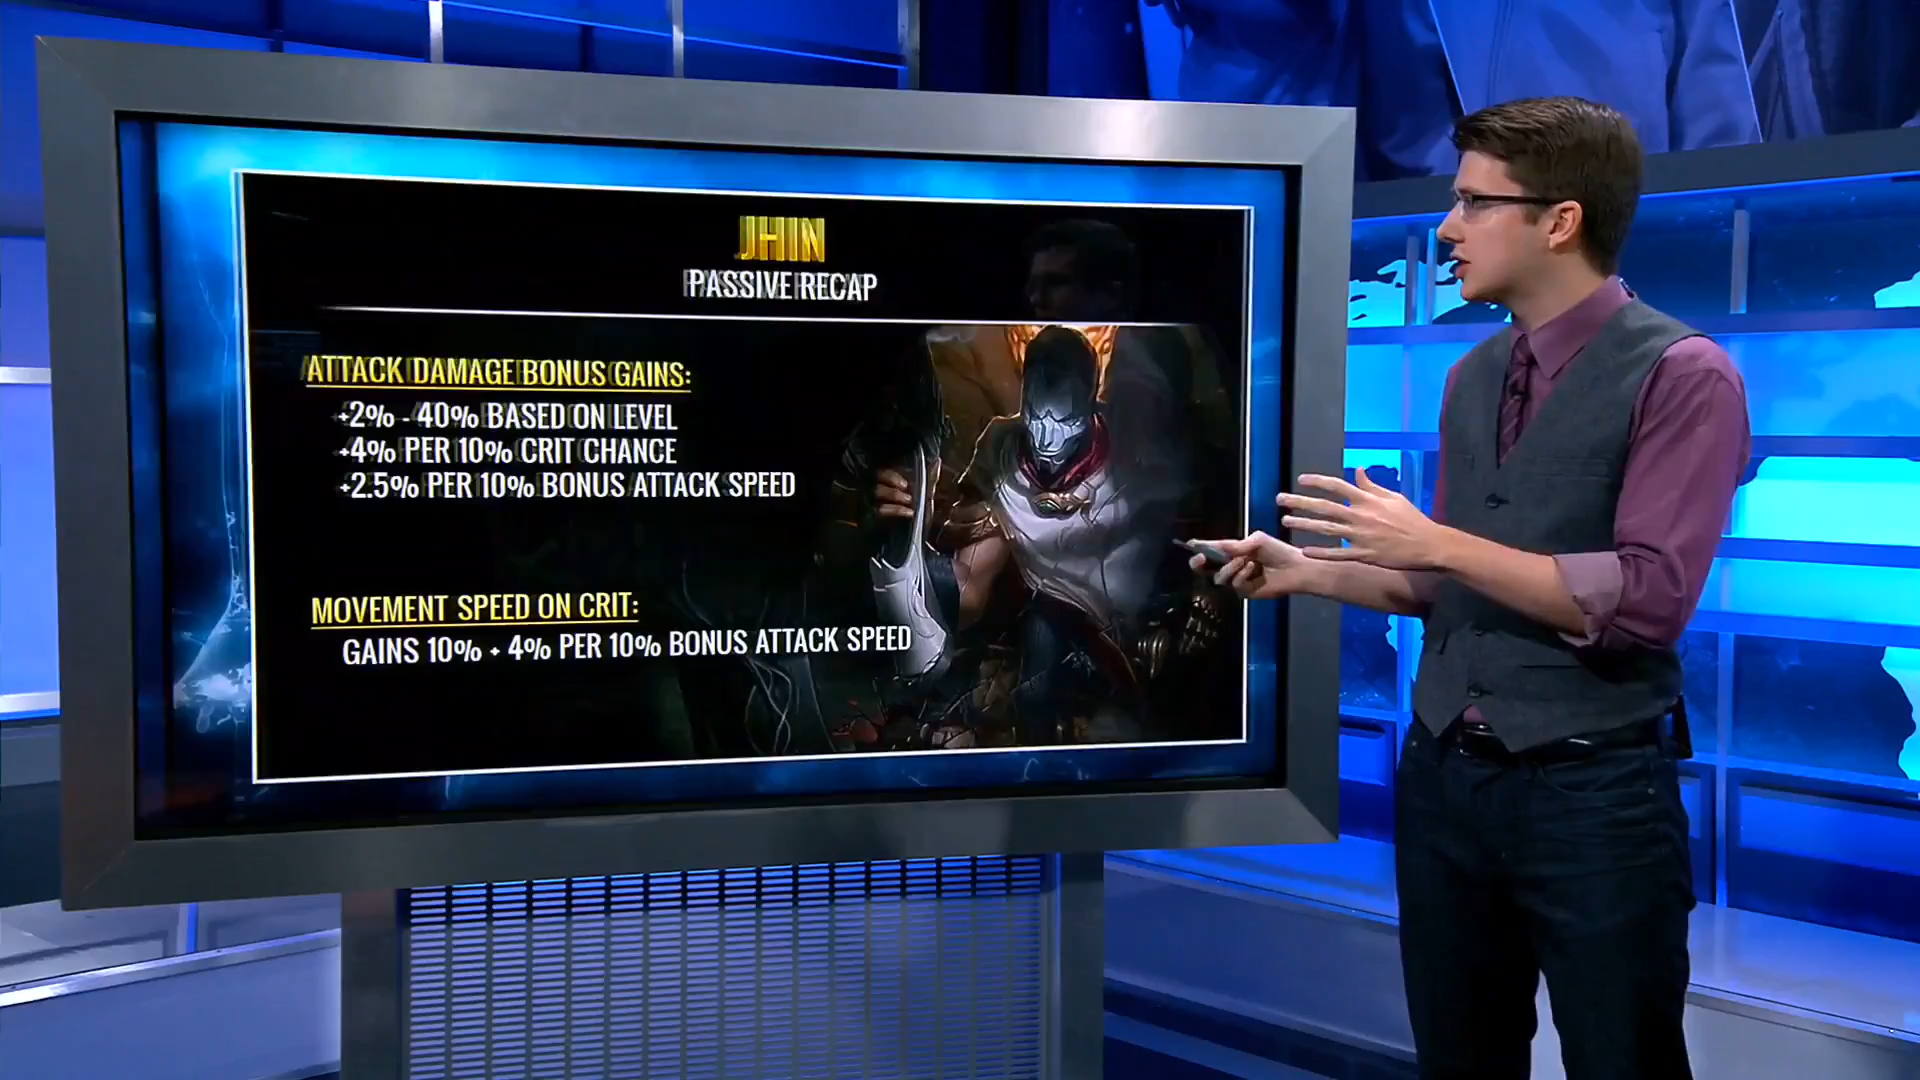 JHIN
PASSIVE RECAP
ATTACK DAMAGE BONUS GAINS:
+2% - 40% BASED ON LEVEL
+4% PER 10% CRIT CHANCE
+2.5% PER 10% BONUS ATTACK SPEED
MOVEMENT SPEED ON CRIT:
GAINS 10% + 4% PER 10% BONUS ATTACK SPEED